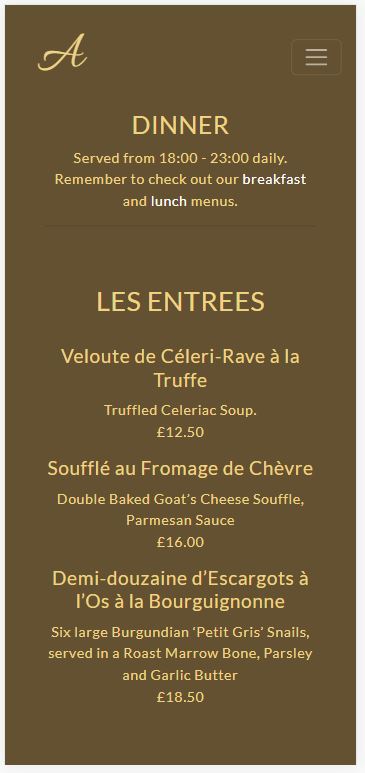 A
DINNER
Served from 18:00 - 23:00 daily.
Remember to check out our breakfast
and lunch menus.
LES ENTREES
Veloute de Céleri-Rave à la
Truffe
Truffled Celeriac Soup.
£12.50
Soufflé au Fromage de Chèvre
Double Baked Goat’s Cheese Souffle,
Parmesan Sauce
£16.00
Demi-douzaine d’Escargots à
l’Os à la Bourguignonne
Six large Burgundian ‘Petit Gris’ Snails,
served in a Roast Marrow Bone, Parsley
and Garlic Butter
£18.50